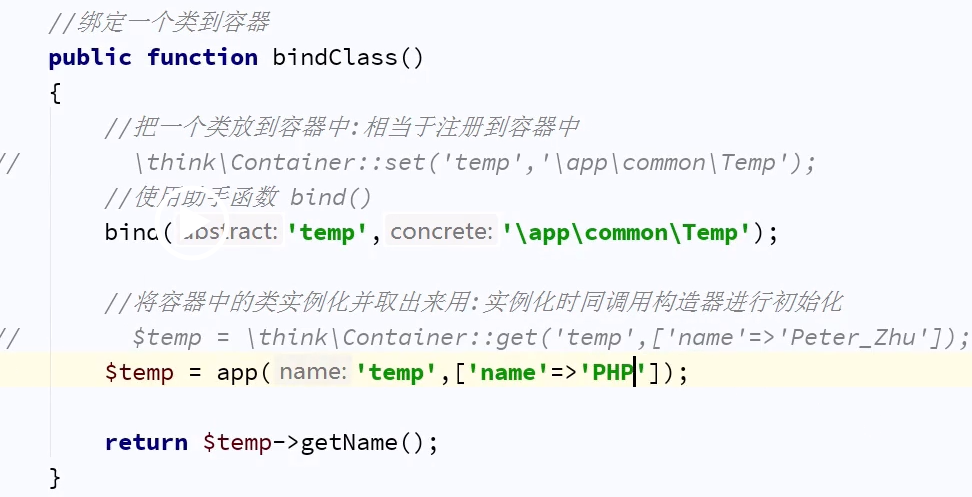 //绑定一个类到容器
public function bindClass()
{
//把一个类放到容器中:相当于注册到容器中
// \think\Container::set('temp','\app\common\Temp');
//使用助手函数 bind()
bind( abstract: 'temp', concrete: '\app\common\Temp');
//将容器中的类实例化并取出来用:实例化时同调用构造器进行初始化
// $temp = \think\Container::get('temp',['name'=>'Peter_Zhu']);
$temp = app( name: 'temp',['name'=>'PHP']);
return $temp->getName();
}